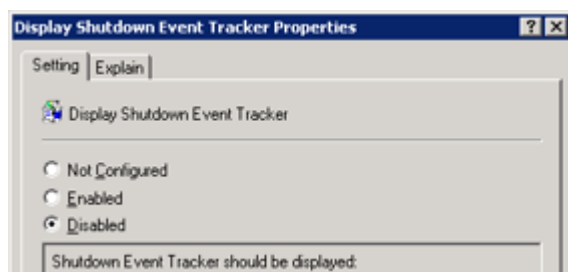 Display Shutdown Event Tracker Properties
Setting Explain
Display Shutdown Event Tracker
Not Configured
Enabled
Disabled
Shutdown Event Tracker should be displayed: